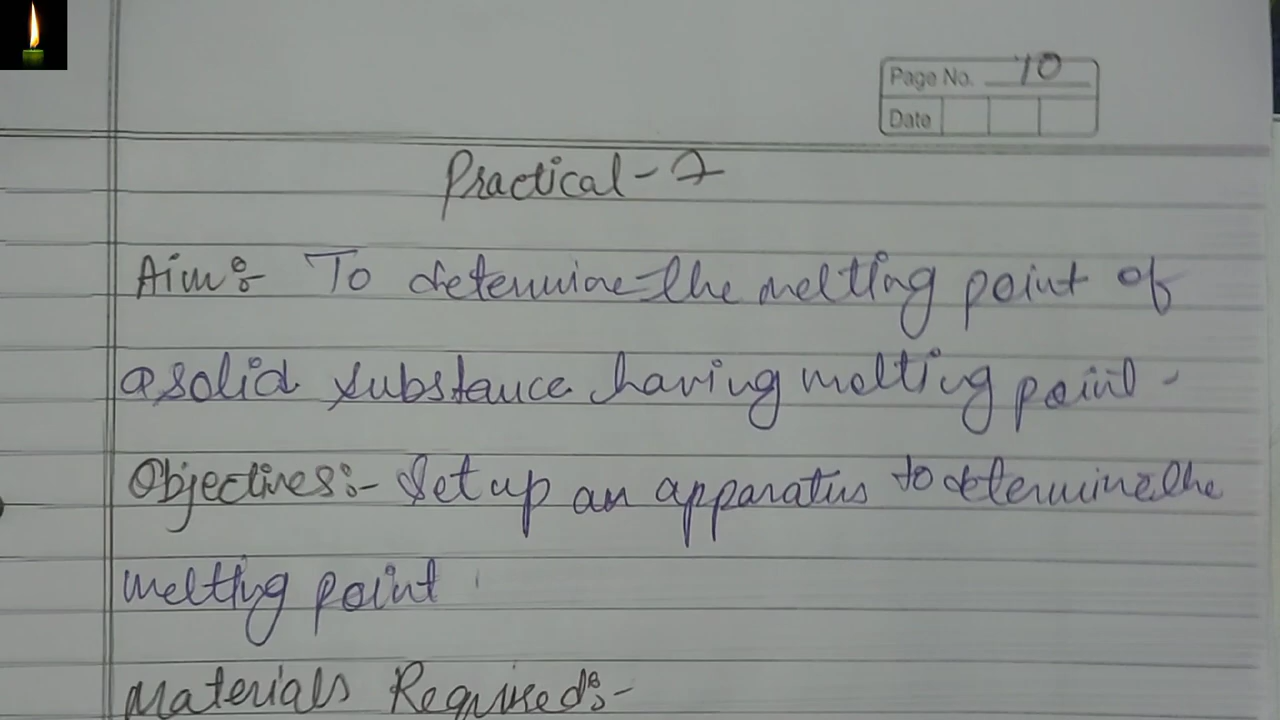 Page No. 10
Date
Practical - 7
Aim:- To determine the melting point of
a solid substance having melting point -
Objectives:- Set up an apparatus to determine the
melting point
Materials Required:-